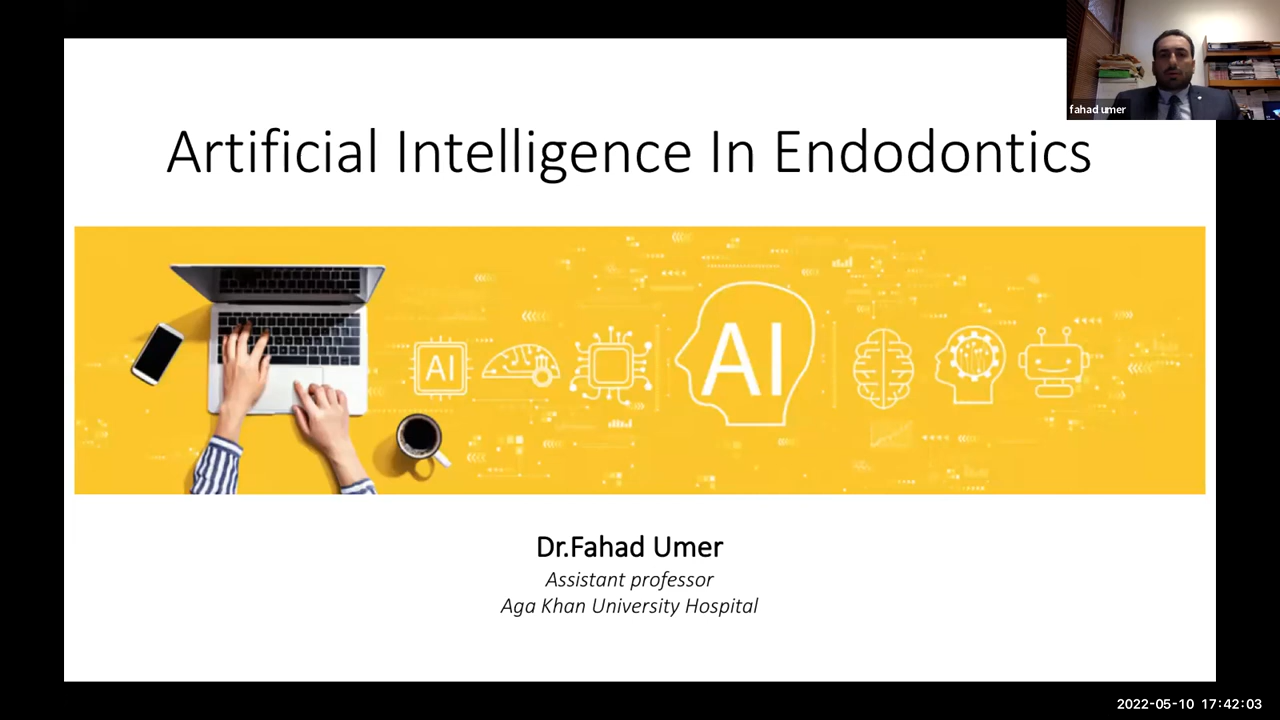 fahad umer
Artificial Intelligence In Endodontics
AI
AI
Dr.Fahad Umer
Assistant professor
Aga Khan University Hospital
2022-05-10 17:42:03